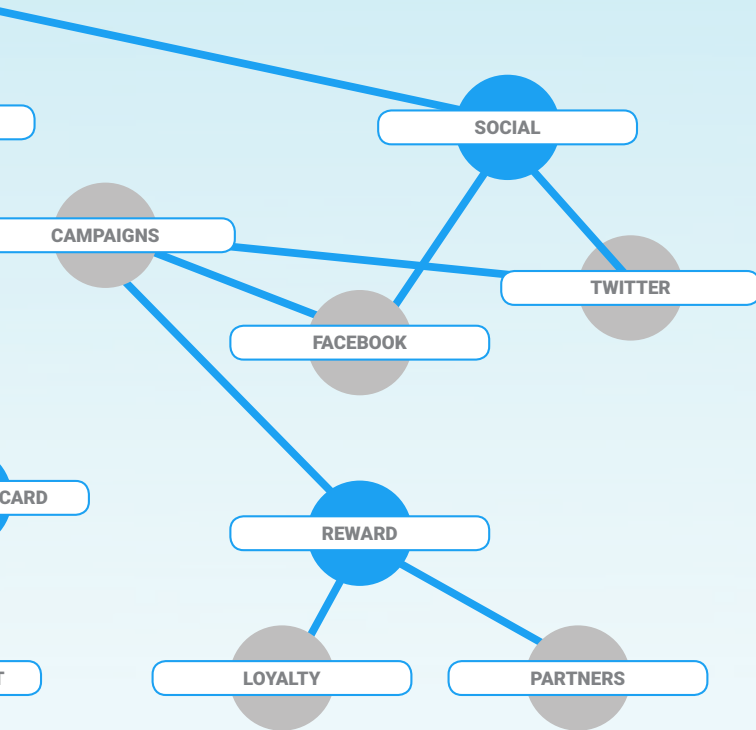 SOCIAL
CAMPAIGNS
TWITTER
FACEBOOK
CARD
REWARD
T
LOYALTY
PARTNERS